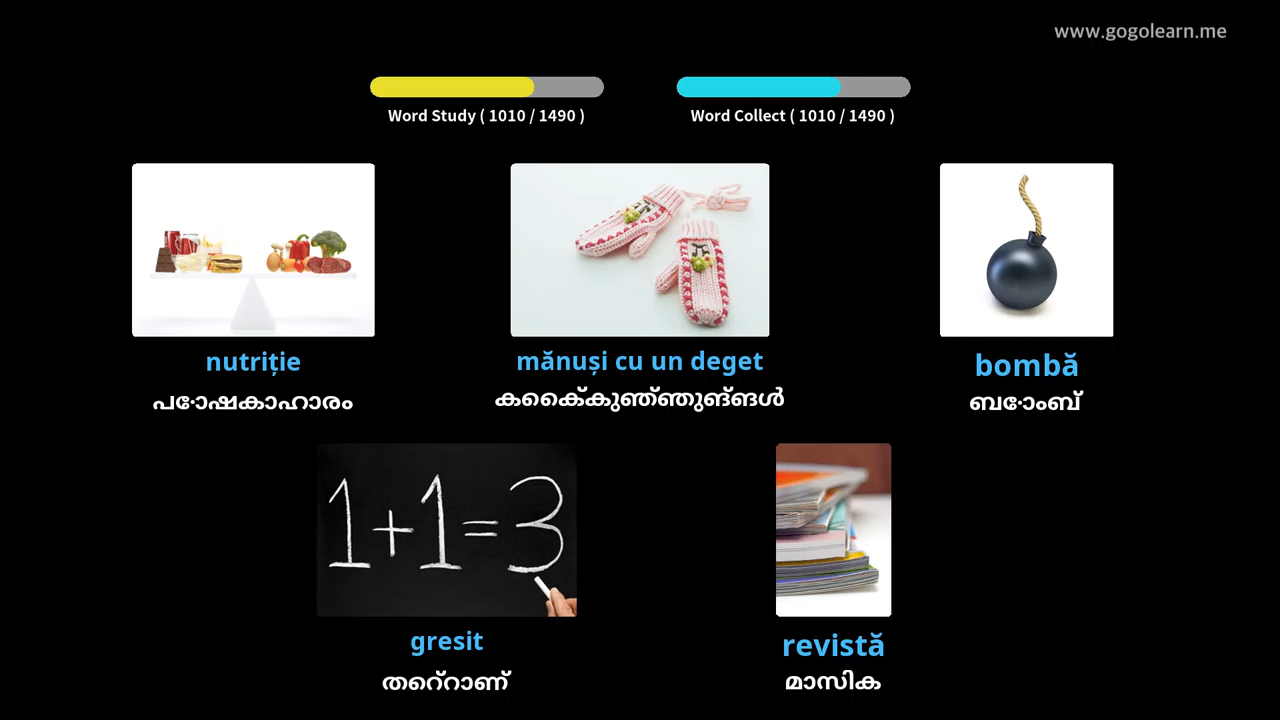 www.gogolearn.me
Word Study ( 1010 / 1490 )
Word Collect ( 1010 / 1490 )
nutriție
mănuși cu un deget
bombă
പോഷകാഹാരം
കൈക്കുഞ്ഞുങ്ങൾ
ബോംബ്
1+1=3
gresit
revistă
തെറ്റാണ്
മാസിക